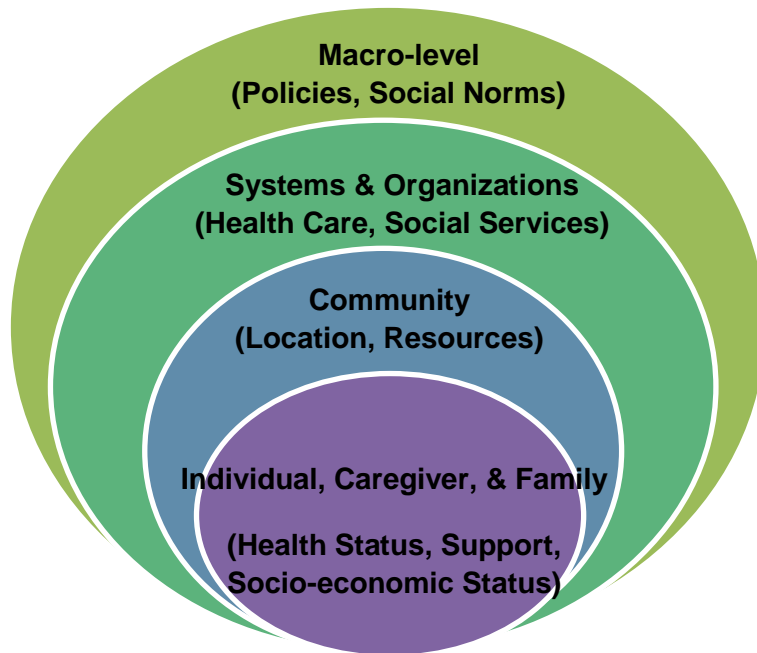 Macro-level
(Policies, Social Norms)
Systems & Organizations
(Health Care, Social Services)
Community
(Location, Resources)
Individual, Caregiver, & Family
(Health Status, Support,
Socio-economic Status)